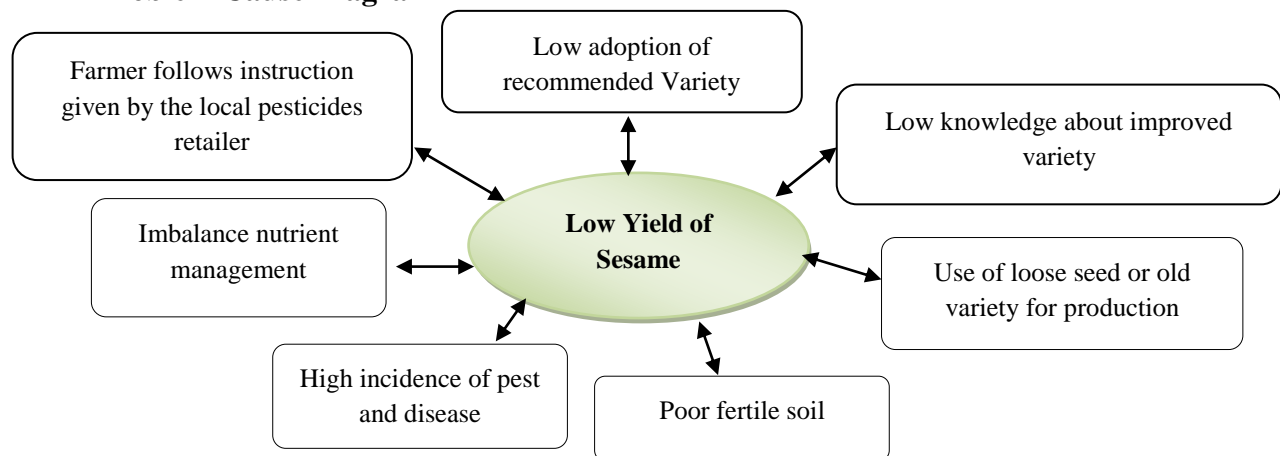 Farmer follows instruction
given by the local pesticides
retailer
Low adoption of
recommended Variety
Low knowledge about improved
variety
Imbalance nutrient
management
Low Yield of
Sesame
Use of loose seed or old
variety for production
High incidence of pest
and disease
Poor fertile soil